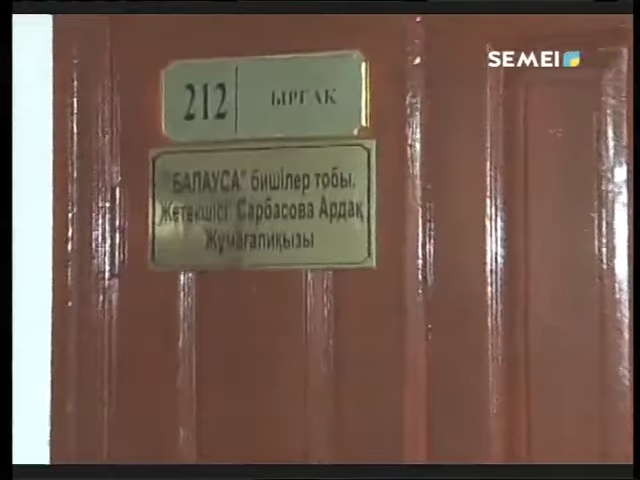 SEMEI
212 ЫРҒАҚ
"БАЛАУСА" бишілер тобы.
Жетекшісі Сарбасова Ардақ
Жұмағалиқызы